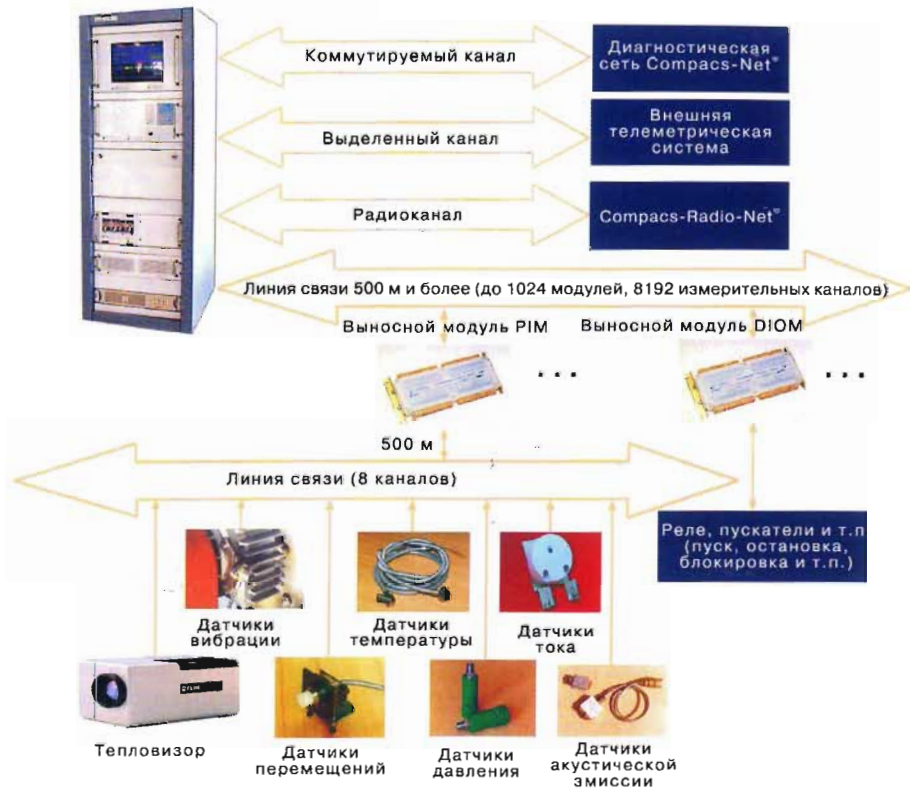 Коммутируемый канал
Диагностическая
сеть Compacs-Net®
Выделенный канал
Внешняя
телеметрическая
система
Радиоканал
Compacs-Radio-Net®
Линия связи 500 м и более (до 1024 модулей, 8192 измерительных каналов)
Выносной модуль PIM
Выносной модуль DIOM
...
...
500 м
Линия связи (8 каналов)
Реле, пускатели и т.п
(пуск, остановка,
блокировка и т.п.)
Датчики
вибрации
Датчики
температуры
Датчики
тока
Тепловизор
Датчики
перемещений
Датчики
давления
Датчики
акустической
эмиссии